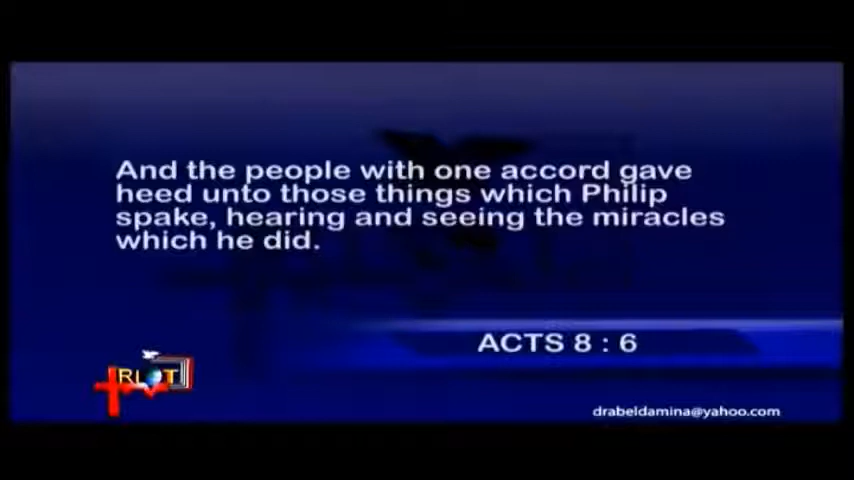 And the people with one accord gave
heed unto those things which Philip
spake, hearing and seeing the miracles
which he did.
ACTS 8 : 6
drabeldamina@yahoo.com